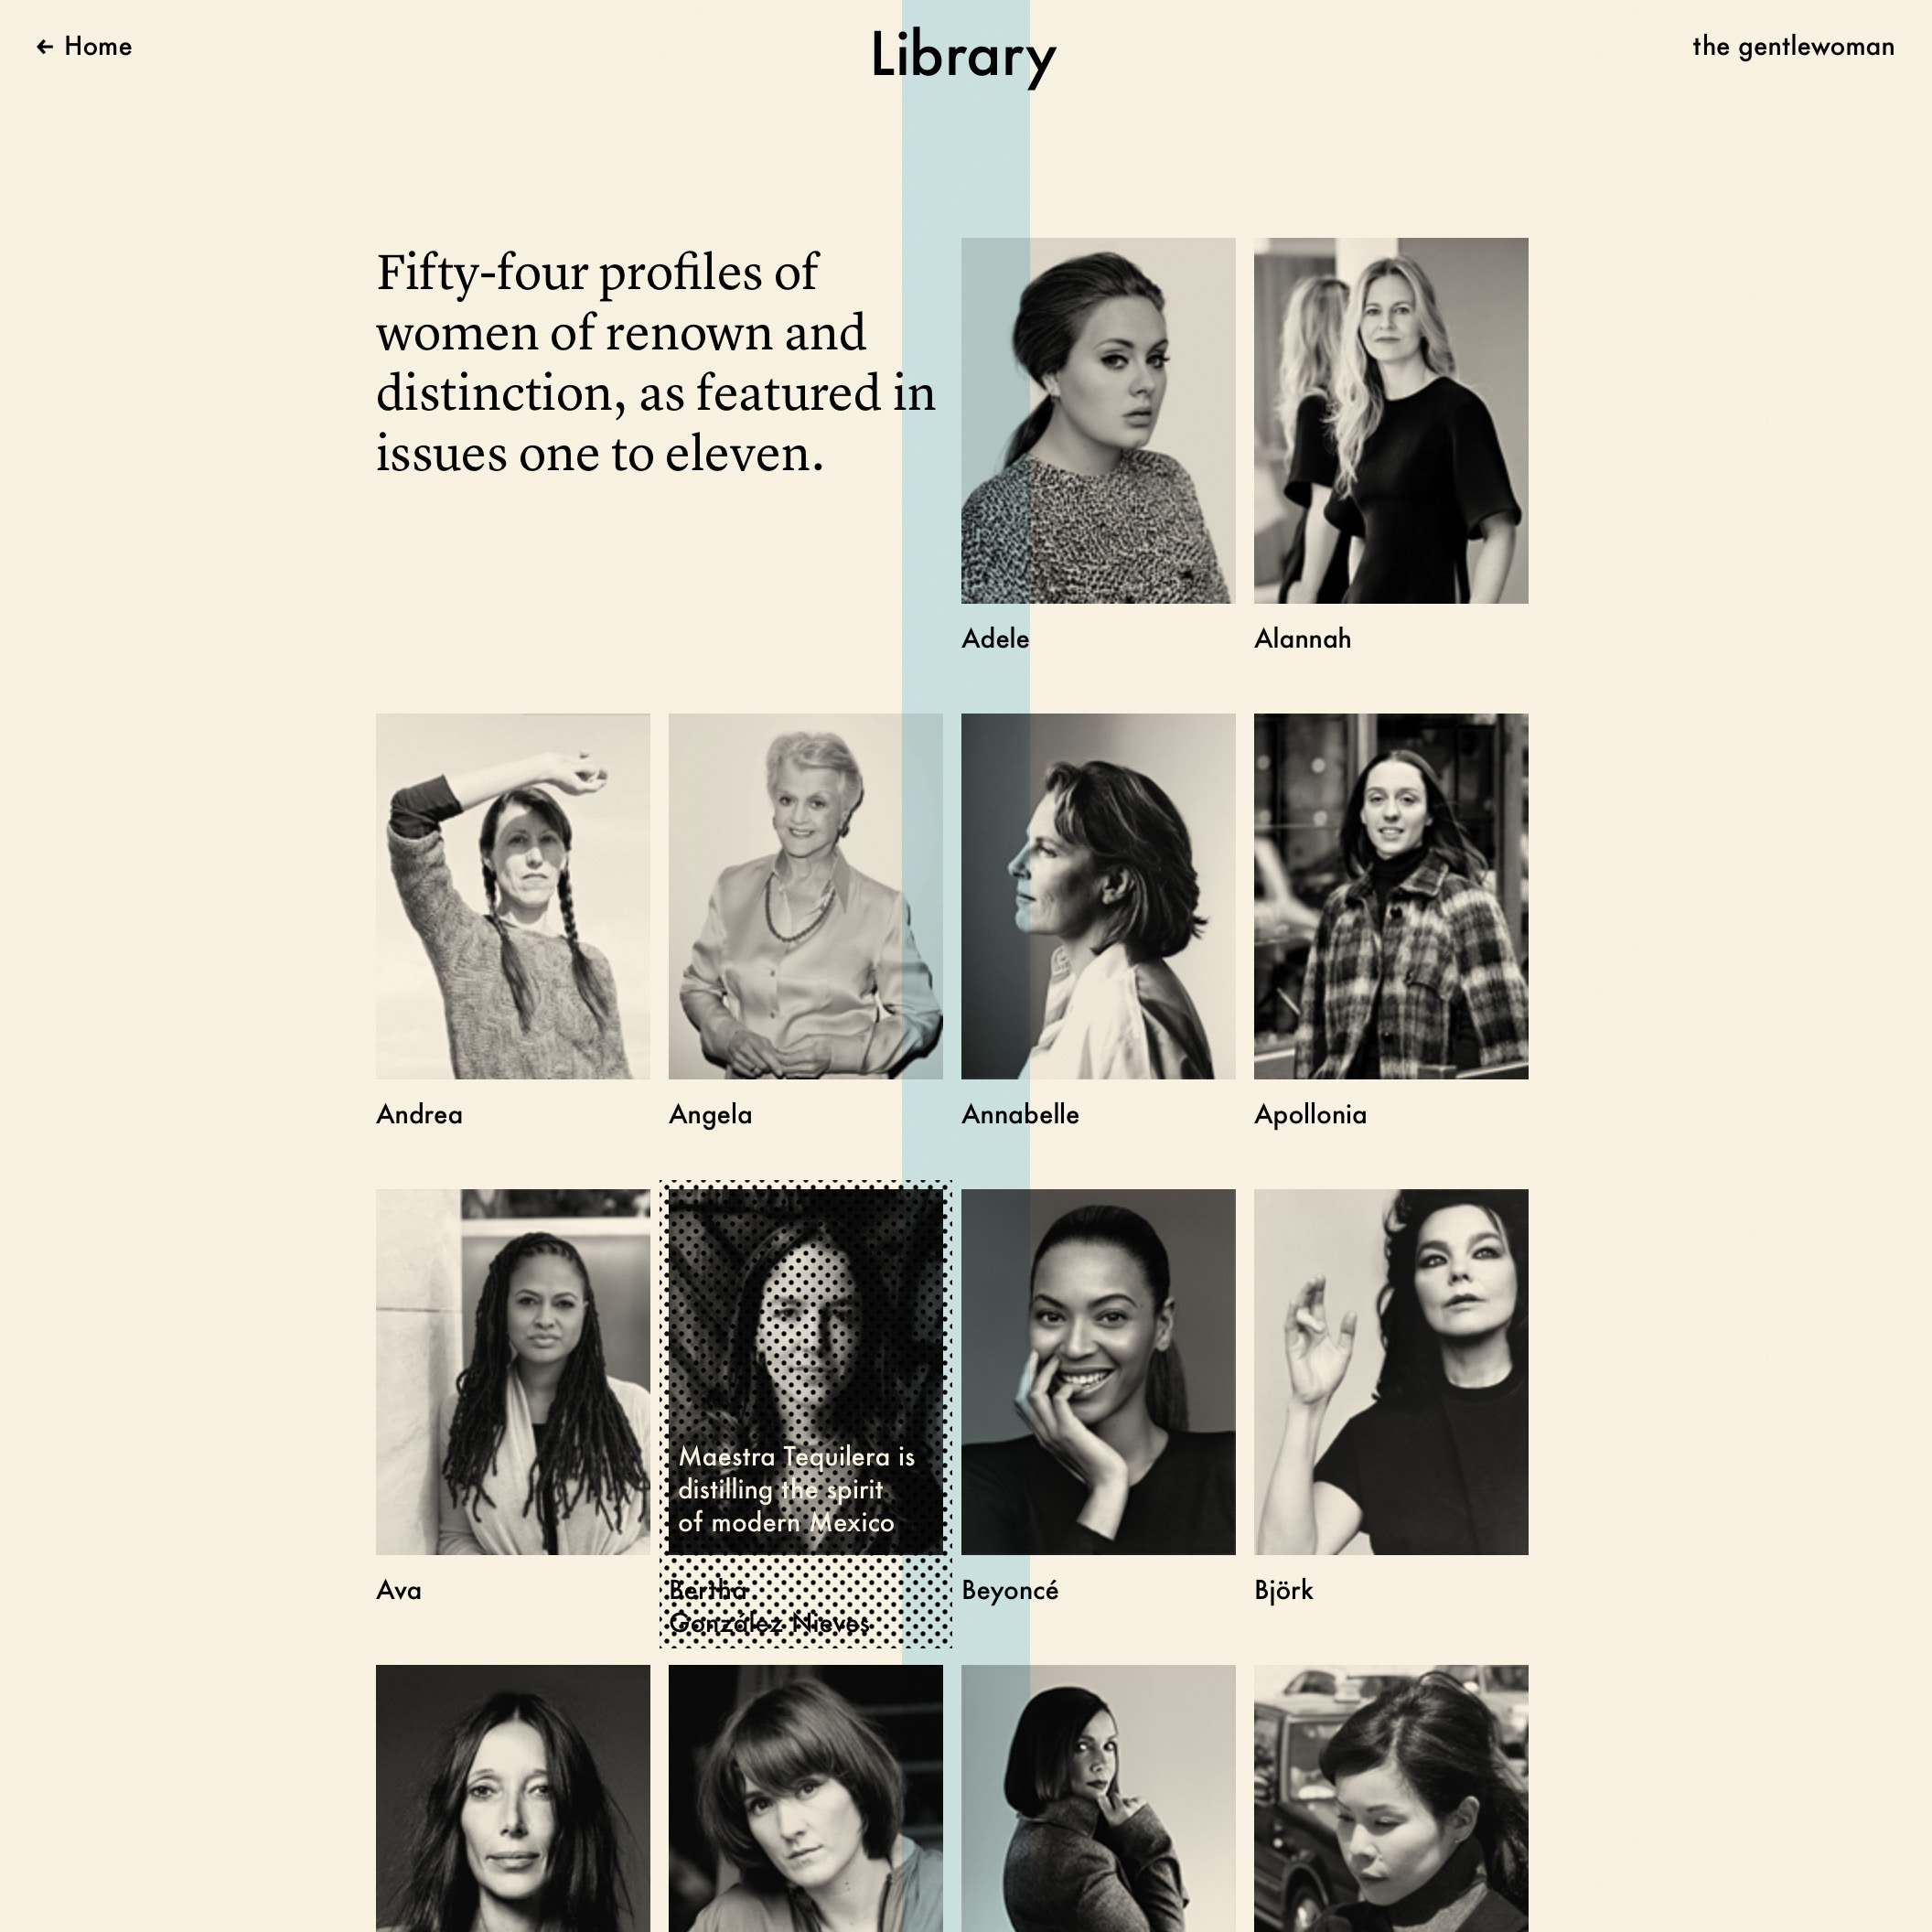 ← Home
Library
the gentlewoman
Fifty-four profiles of
women of renown and
distinction, as featured in
issues one to eleven.
Adele
Alannah
Andrea
Angela
Annabelle
Apollonia
Maestra Tequilera is
distilling the spirit
of modern Mexico
Ava
Bertha
González Nieves
Beyoncé
Björk